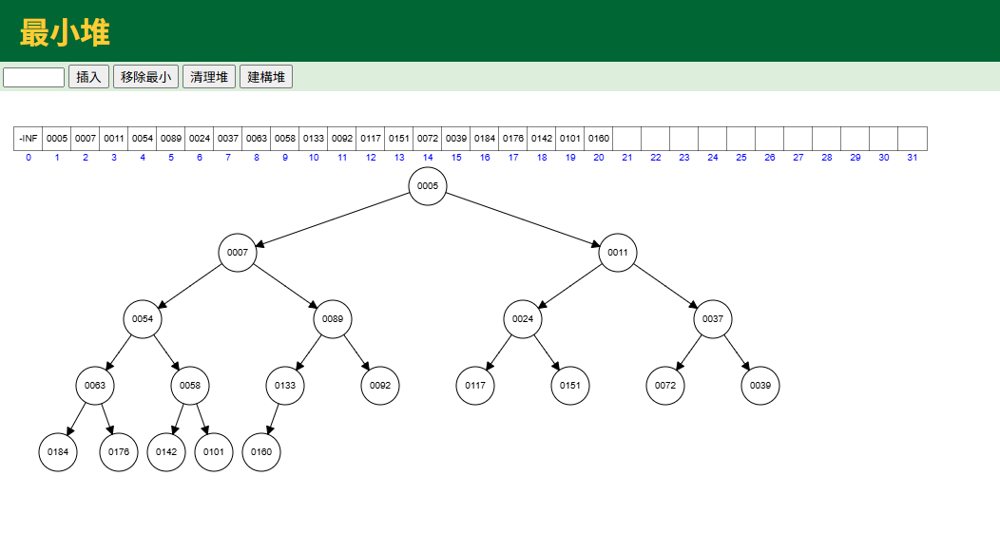 最小堆
插入 移除最小 清理堆 建構堆
-INF 0005 0007 0011 0054 0089 0024 0037 0063 0058 0133 0092 0117 0151 0072 0039 0184 0176 0142 0101 0160
0 1 2 3 4 5 6 7 8 9 10 11 12 13 14 15 16 17 18 19 20 21 22 23 24 25 26 27 28 29 30 31
0005
0007 0011
0054 0089 0024 0037
0063 0058 0133 0092 0117 0151 0072 0039
0184 0176 0142 0101 0160